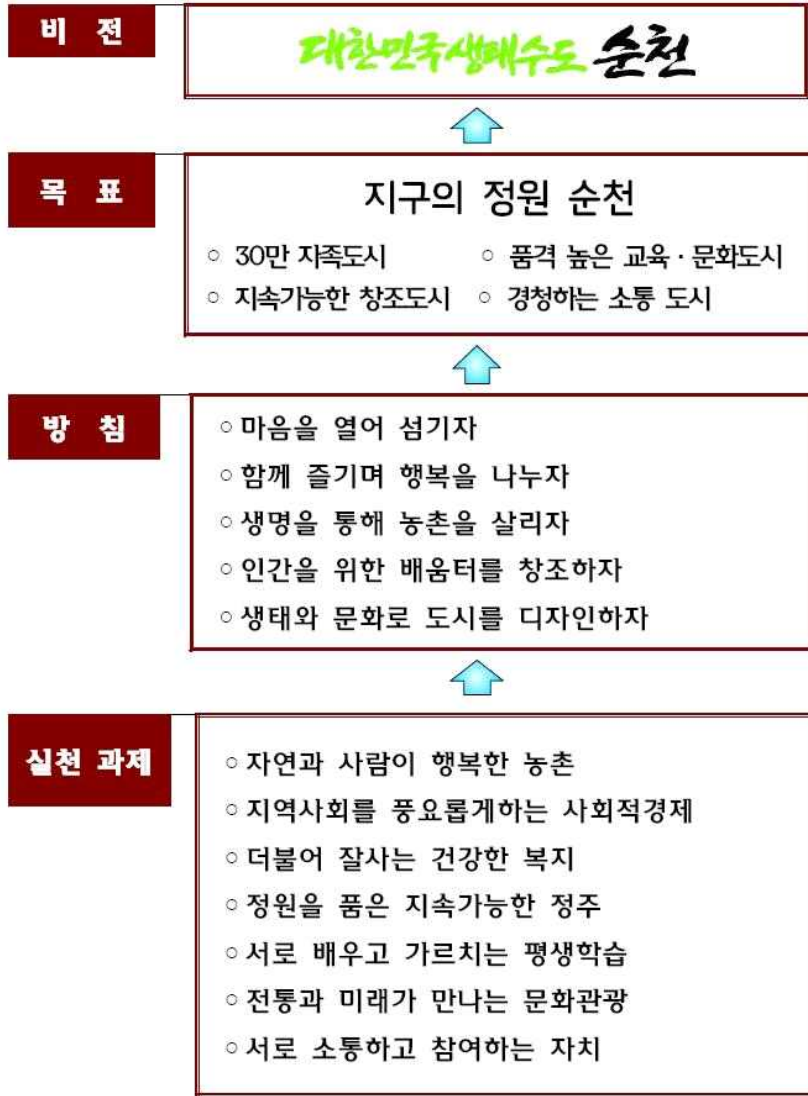 비 전
대한민국생태수도 순천
목 표
지구의 정원 순천
○ 30만 자족도시 ○ 품격 높은 교육·문화도시
○ 지속가능한 창조도시 ○ 경청하는 소통 도시
방 침
○ 마음을 열어 섬기자
○ 함께 즐기며 행복을 나누자
○ 생명을 통해 농촌을 살리자
○ 인간을 위한 배움터를 창조하자
○ 생태와 문화로 도시를 디자인하자
실천 과제
○ 자연과 사람이 행복한 농촌
○ 지역사회를 풍요롭게하는 사회적경제
○ 더불어 잘사는 건강한 복지
○ 정원을 품은 지속가능한 정주
○ 서로 배우고 가르치는 평생학습
○ 전통과 미래가 만나는 문화관광
○ 서로 소통하고 참여하는 자치